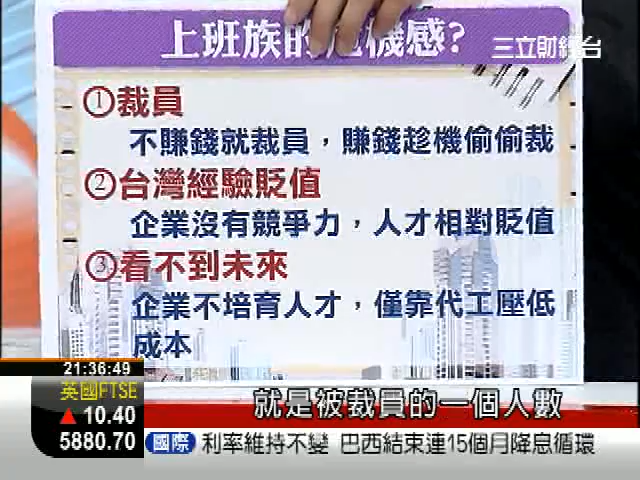 上班族的危機感?
三立財經台
①裁員
不賺錢就裁員，賺錢趁機偷偷裁
②台灣經驗貶值
企業沒有競爭力，人才相對貶值
③看不到未來
企業不培育人才，僅靠代工壓低
成本
21:36:49
英國FTSE
▲10.40
5880.70
就是被裁員的一個人數
國際 利率維持不變 巴西結束連15個月降息循環